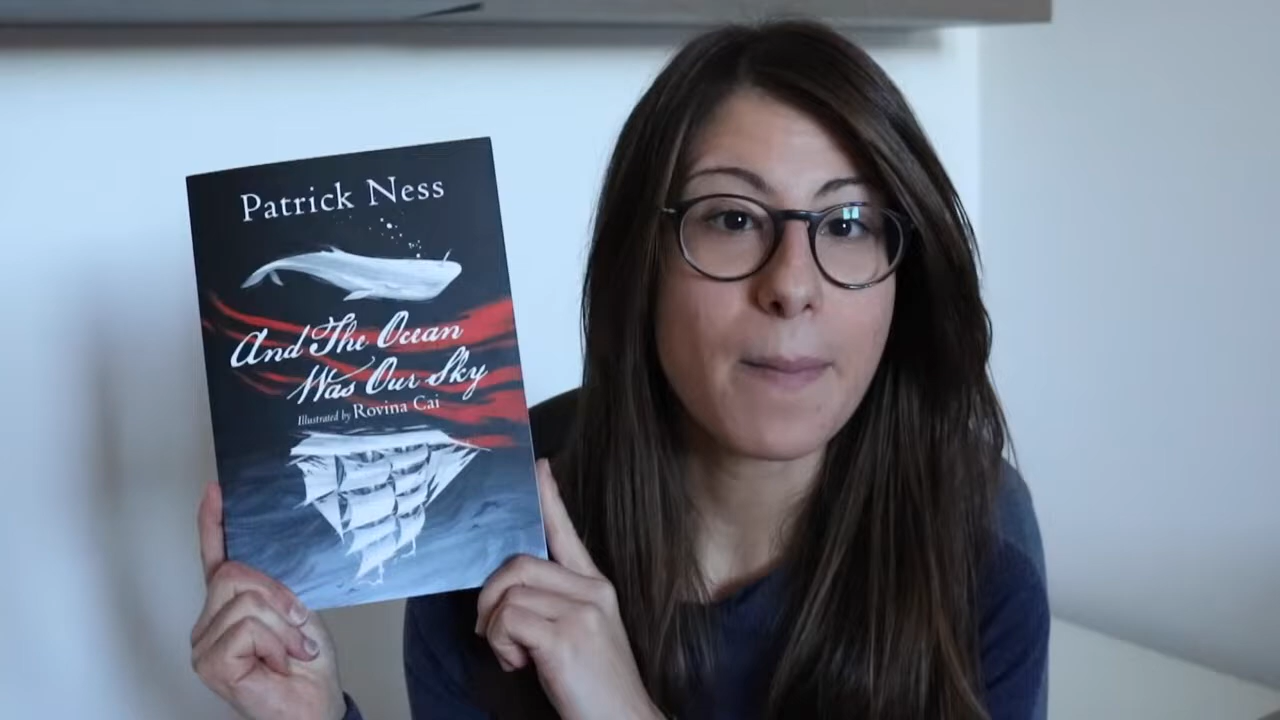 Patrick Ness
And The Ocean
Was Our Sky
Illustrated by Rovina Cai